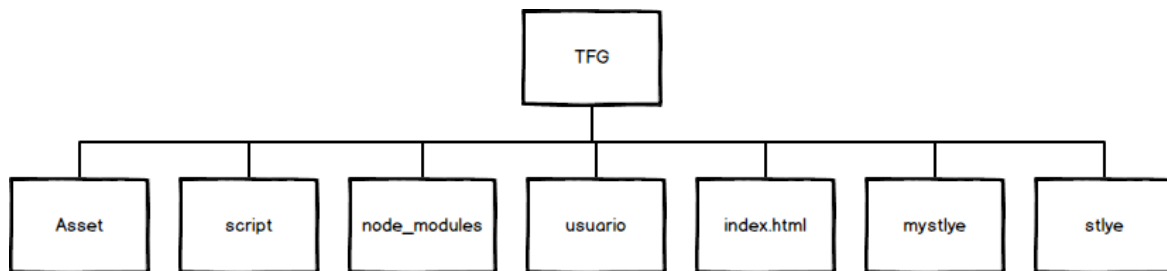 TFG
Asset
script
node_modules
usuario
index.html
mystlye
stlye